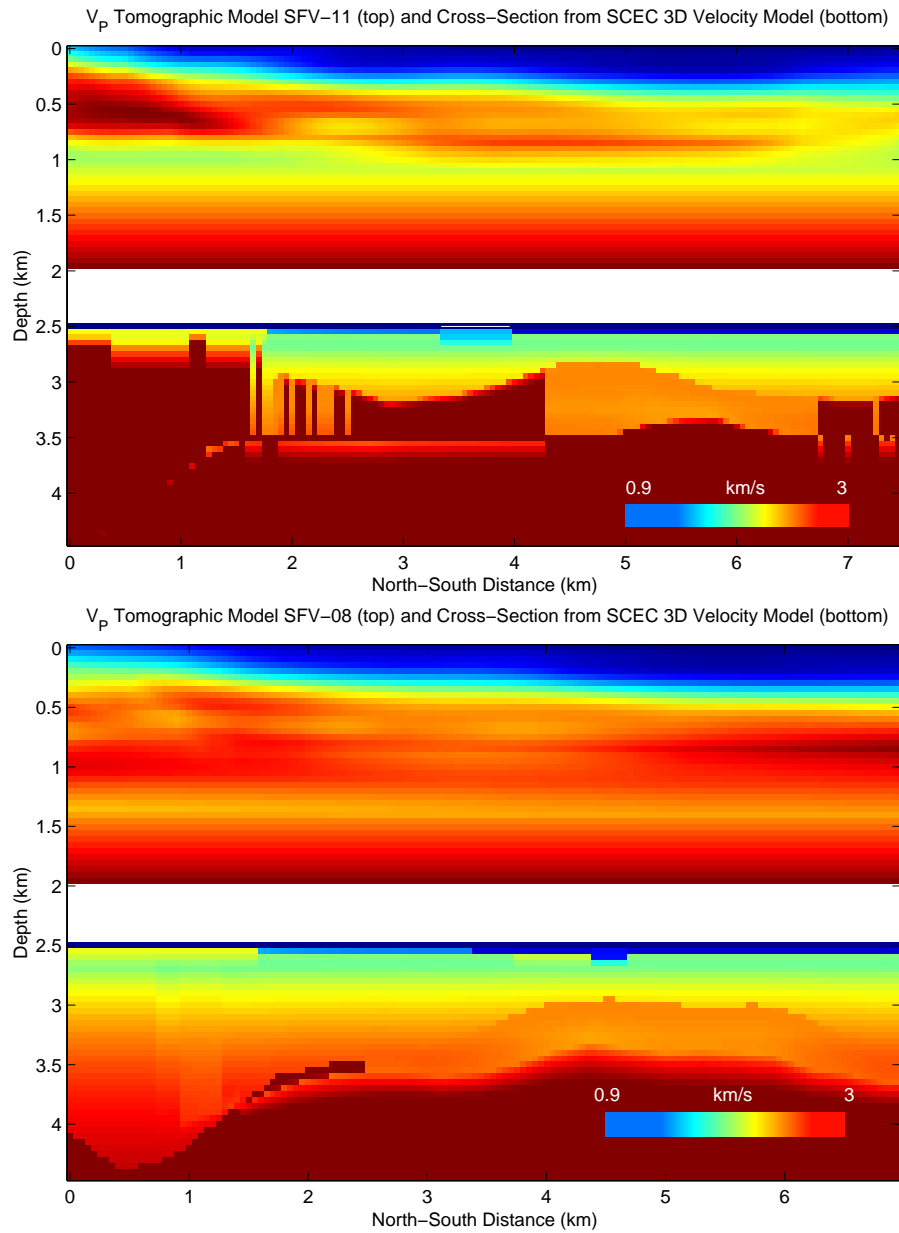 V_P Tomographic Model SFV−11 (top) and Cross−Section from SCEC 3D Velocity Model (bottom)
0
0.5
1
1.5
2
2.5
3
3.5
4
Depth (km)
0.9 km/s 3
0 1 2 3 4 5 6 7
North−South Distance (km)
V_P Tomographic Model SFV−08 (top) and Cross−Section from SCEC 3D Velocity Model (bottom)
0
0.5
1
1.5
2
2.5
3
3.5
4
Depth (km)
0.9 km/s 3
0 1 2 3 4 5 6
North−South Distance (km)